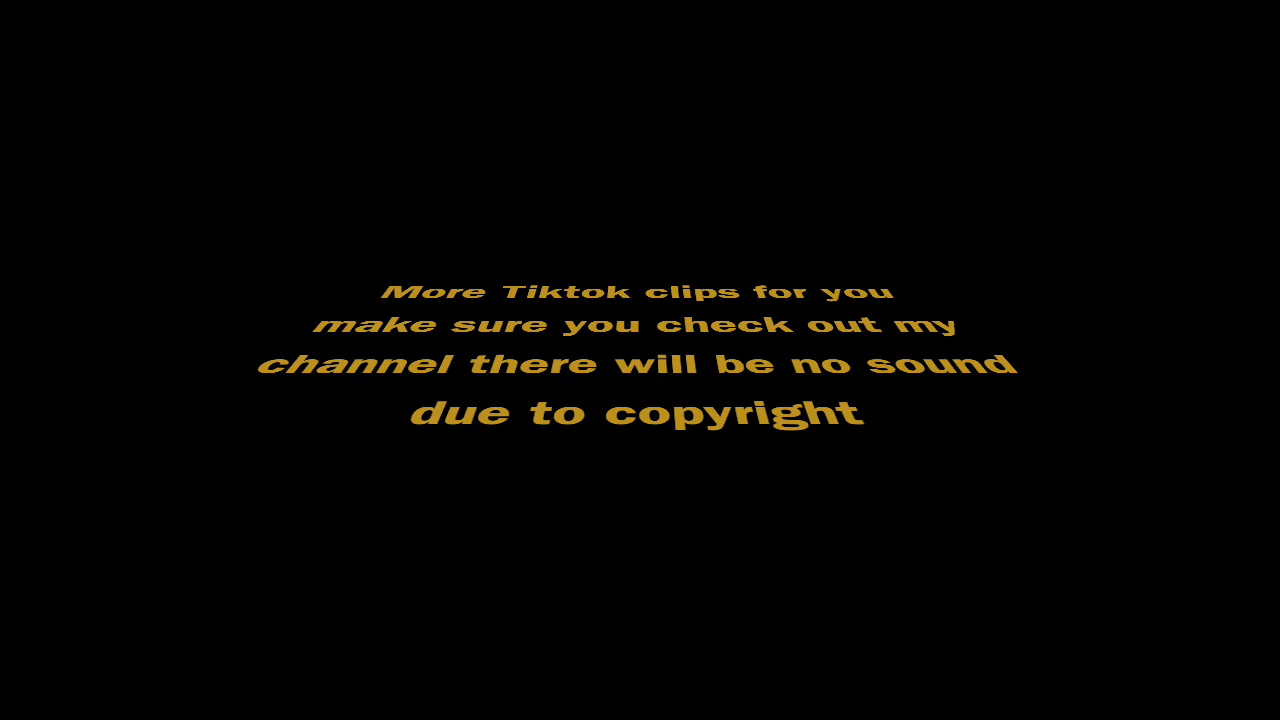 More Tiktok clips for you
make sure you check out my
channel there will be no sound
due to copyright